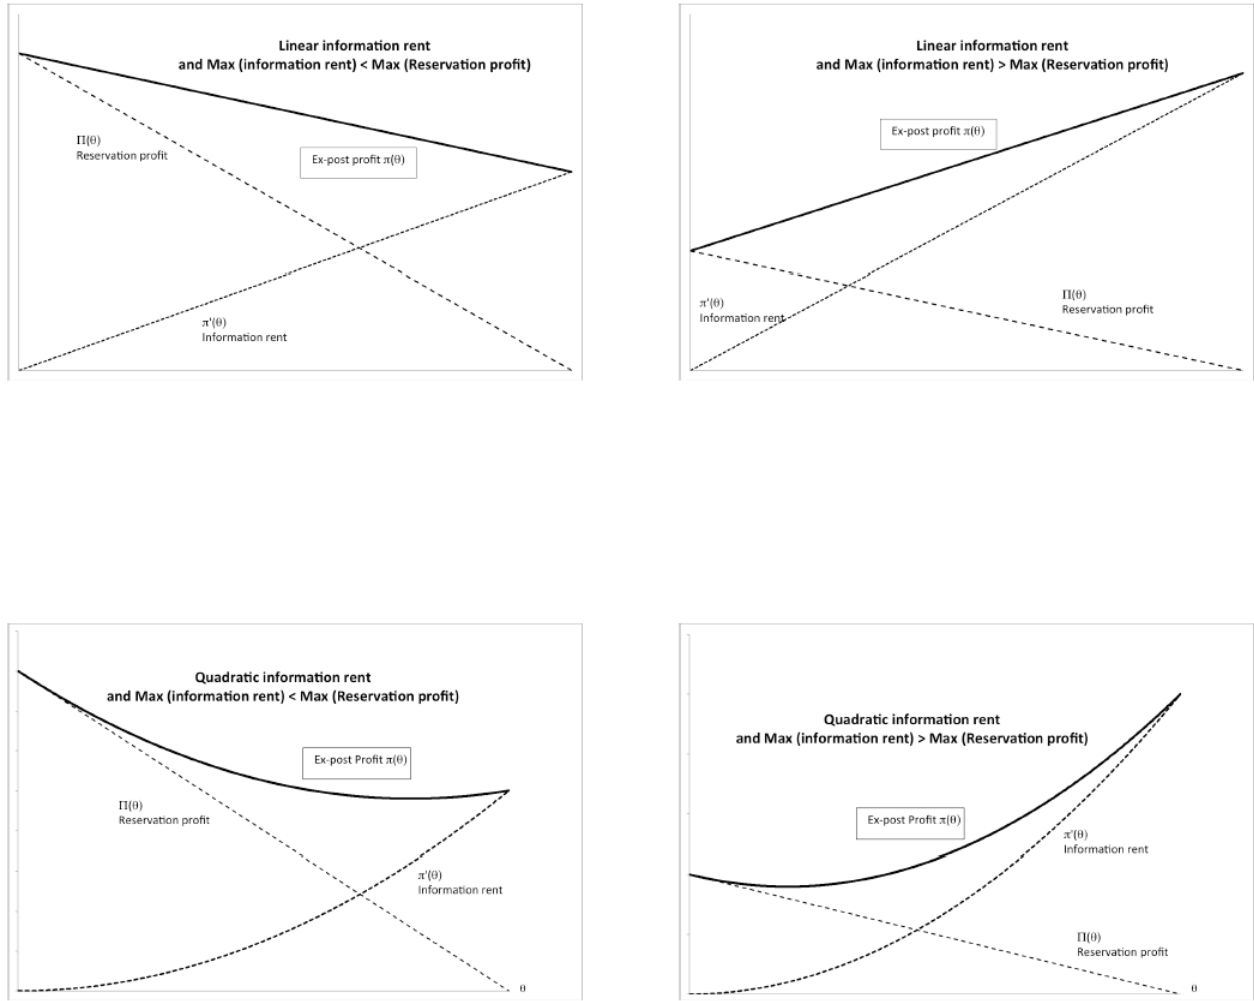 Linear information rent
and Max (information rent) < Max (Reservation profit)
Π(θ)
Reservation profit
Ex-post profit π(θ)
π'(θ)
Information rent
Linear information rent
and Max (information rent) > Max (Reservation profit)
Ex-post profit π(θ)
π'(θ)
Information rent
Π(θ)
Reservation profit
Quadratic information rent
and Max (information rent) < Max (Reservation profit)
Ex-post Profit π(θ)
Π(θ)
Reservation profit
π'(θ)
Information rent
θ
Quadratic information rent
and Max (information rent) > Max (Reservation profit)
Ex-post Profit π(θ)
π'(θ)
Information rent
Π(θ)
Reservation profit
θ